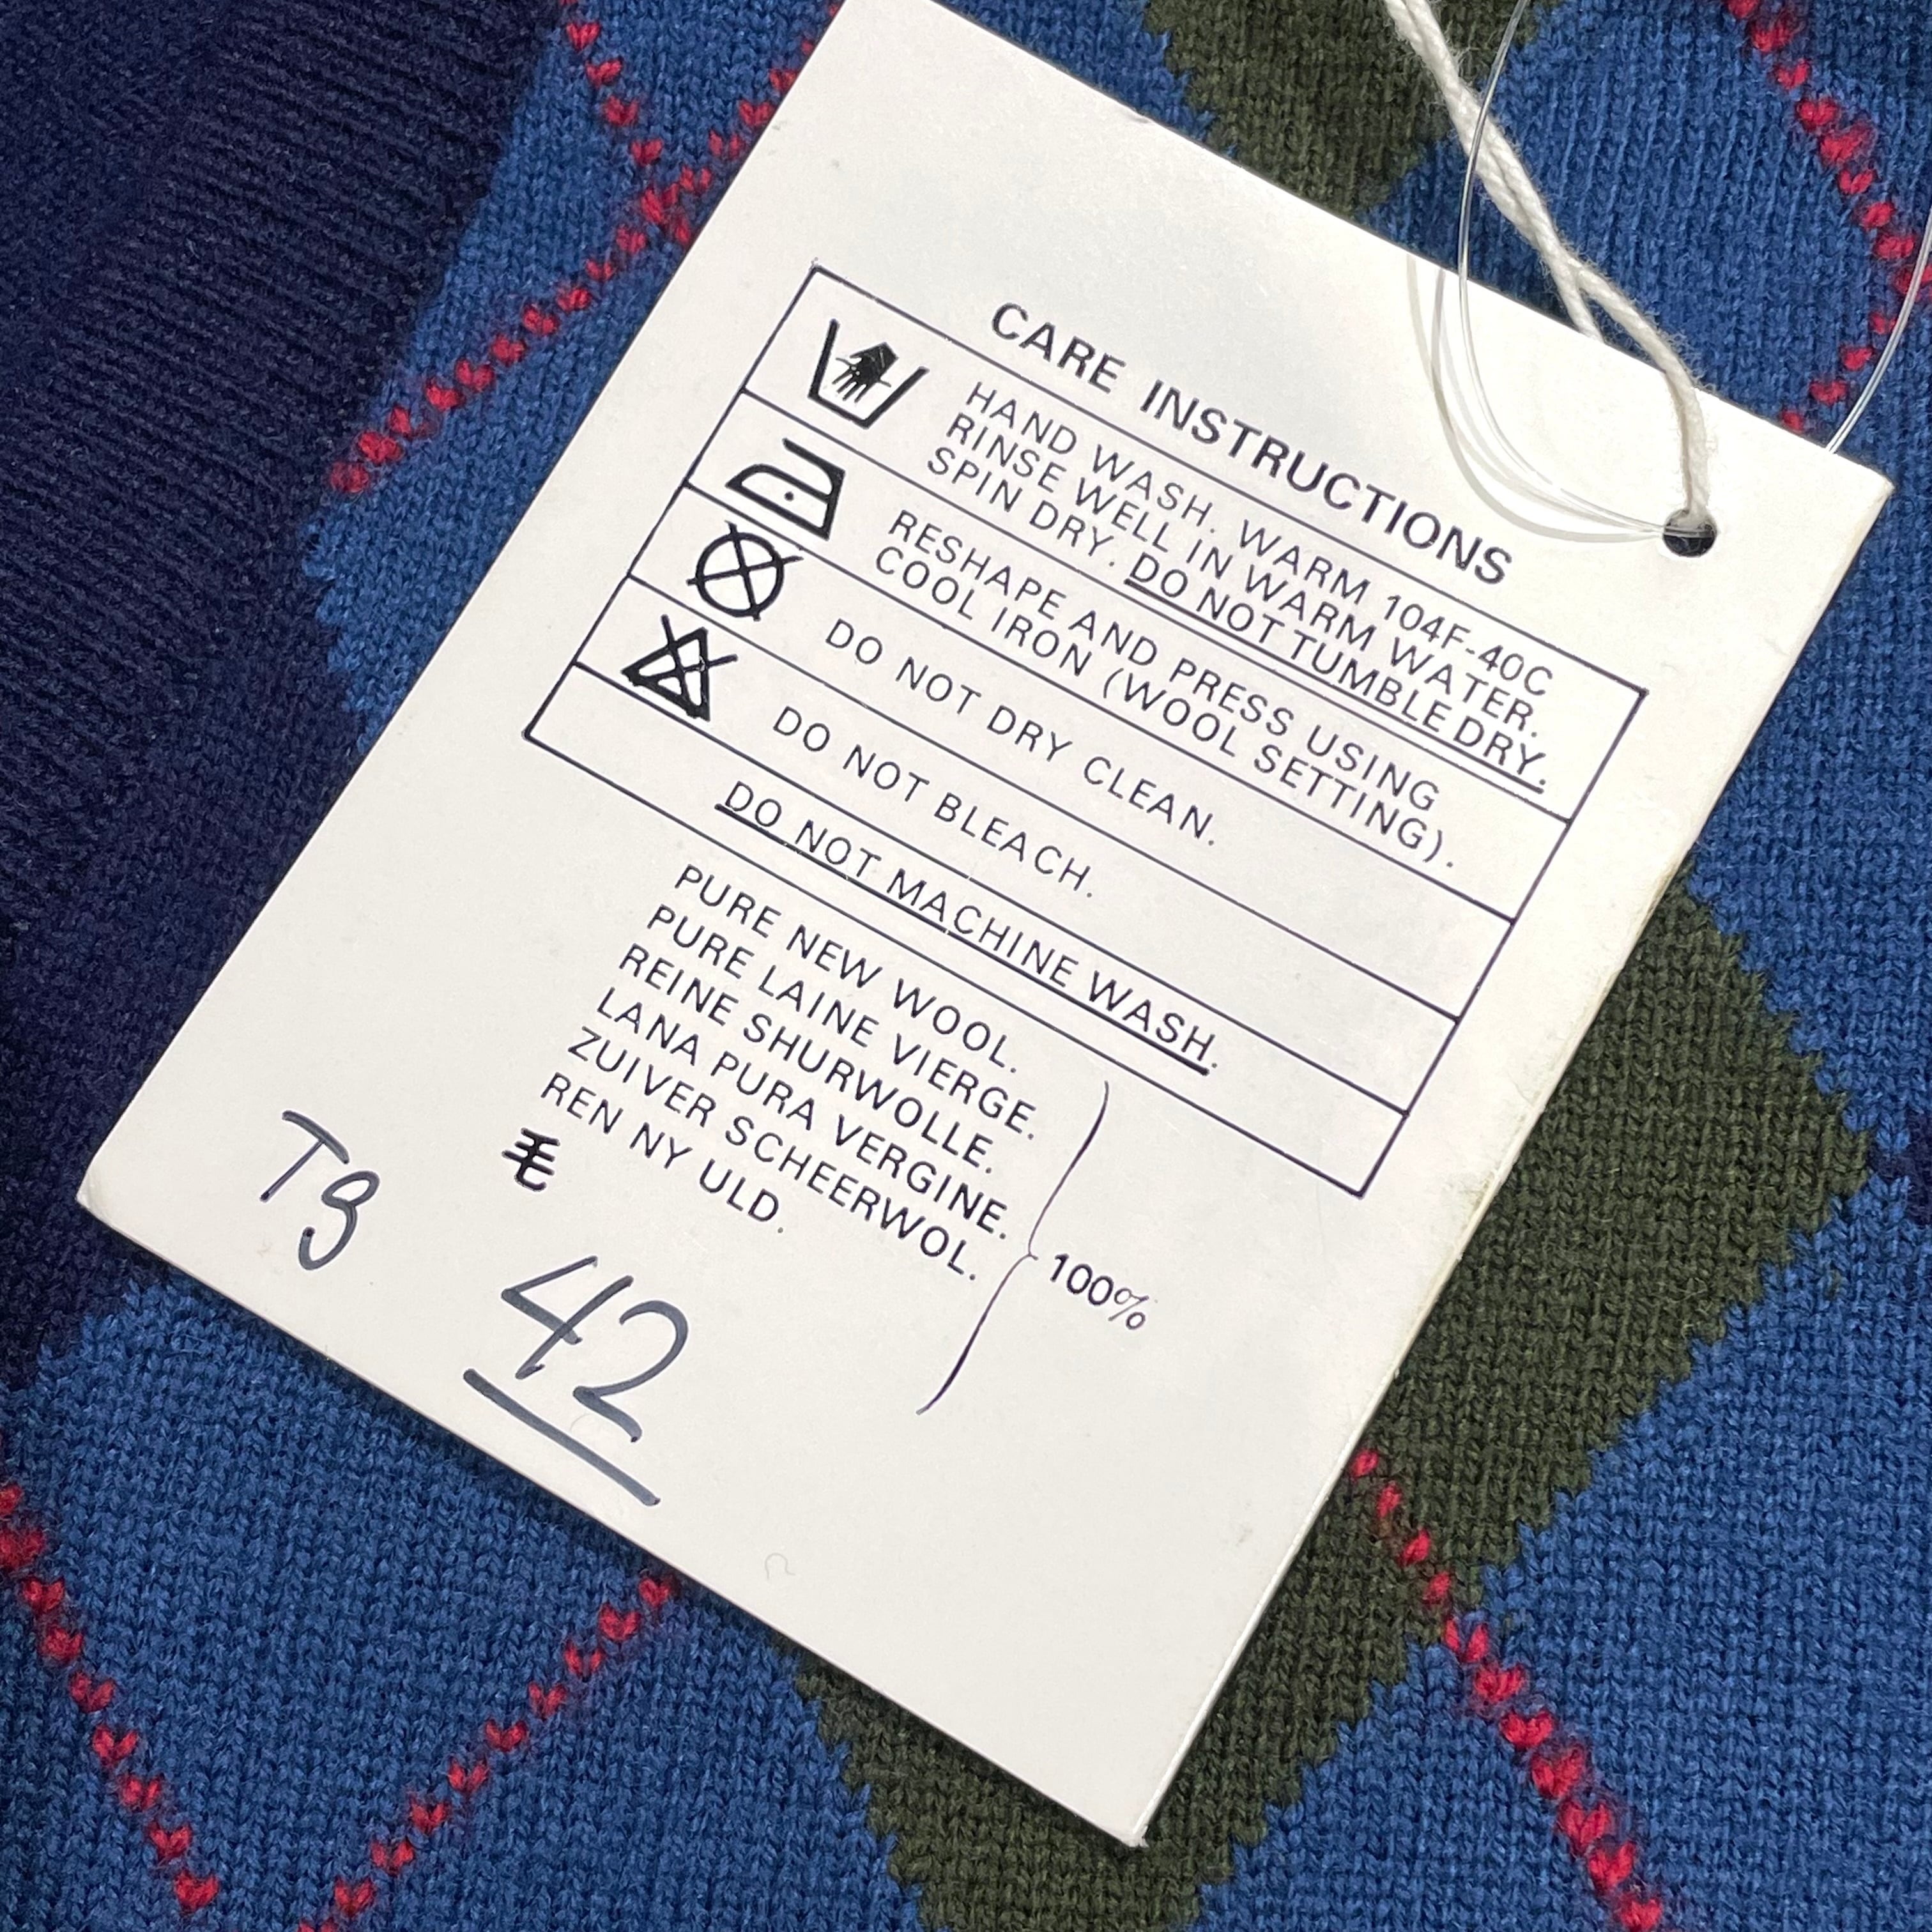 CARE INSTRUCTIONS
HAND WASH. WARM 104F-40C
RINSE WELL IN WARM WATER.
SPIN DRY. DO NOT TUMBLE DRY.
RESHAPE AND PRESS USING
COOL IRON (WOOL SETTING).
DO NOT DRY CLEAN.
DO NOT BLEACH.
DO NOT MACHINE WASH.
PURE NEW WOOL.
PURE LAINE VIERGE.
REINE SHURWOLLE.
LANA PURA VERGINE.
ZUIVER SCHEERWOL.
REN NY ULD.
毛
100%
42